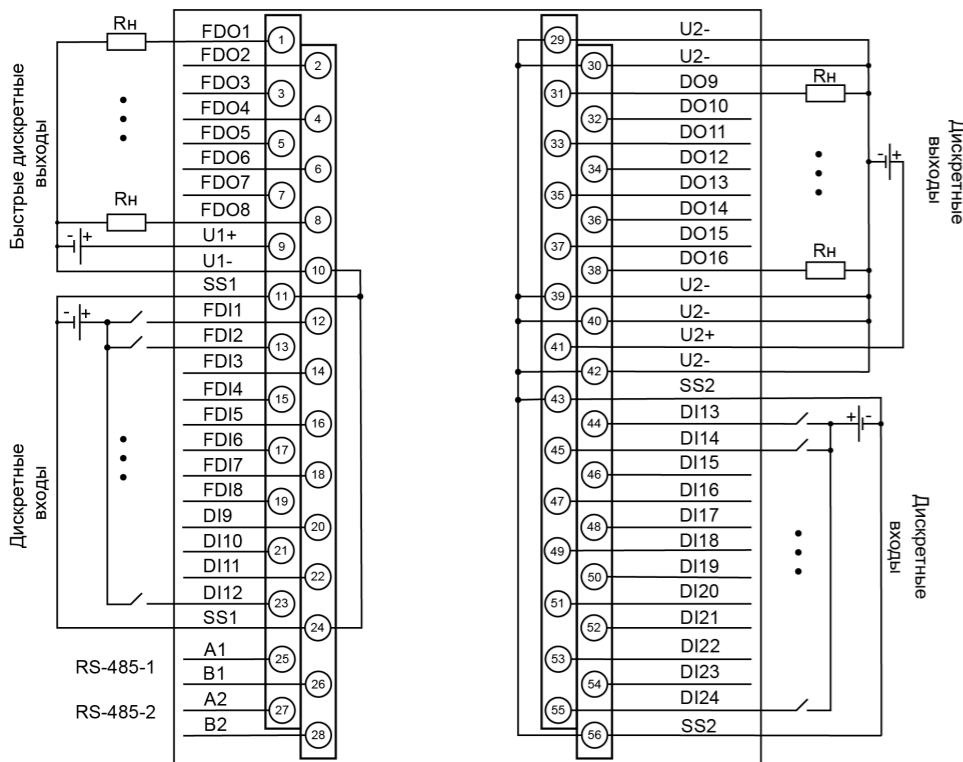 Быстрые дискретные
выходы
Дискретные
входы
Rн
Rн
- +
- +
FDO1
FDO2
FDO3
FDO4
FDO5
FDO6
FDO7
FDO8
U1+
U1-
SS1
FDI1
FDI2
FDI3
FDI4
FDI5
FDI6
FDI7
FDI8
DI9
DI10
DI11
DI12
SS1
A1
B1
A2
B2
RS-485-1
RS-485-2
1
2
3
4
5
6
7
8
9
10
11
12
13
14
15
16
17
18
19
20
21
22
23
24
25
26
27
28
29
30
31
32
33
34
35
36
37
38
39
40
41
42
43
44
45
46
47
48
49
50
51
52
53
54
55
56
U2-
U2-
DO9
DO10
DO11
DO12
DO13
DO14
DO15
DO16
U2-
U2-
U2+
U2-
SS2
DI13
DI14
DI15
DI16
DI17
DI18
DI19
DI20
DI21
DI22
DI23
DI24
SS2
Rн
Rн
- +
+ -
Дискретные
выходы
Дискретные
входы